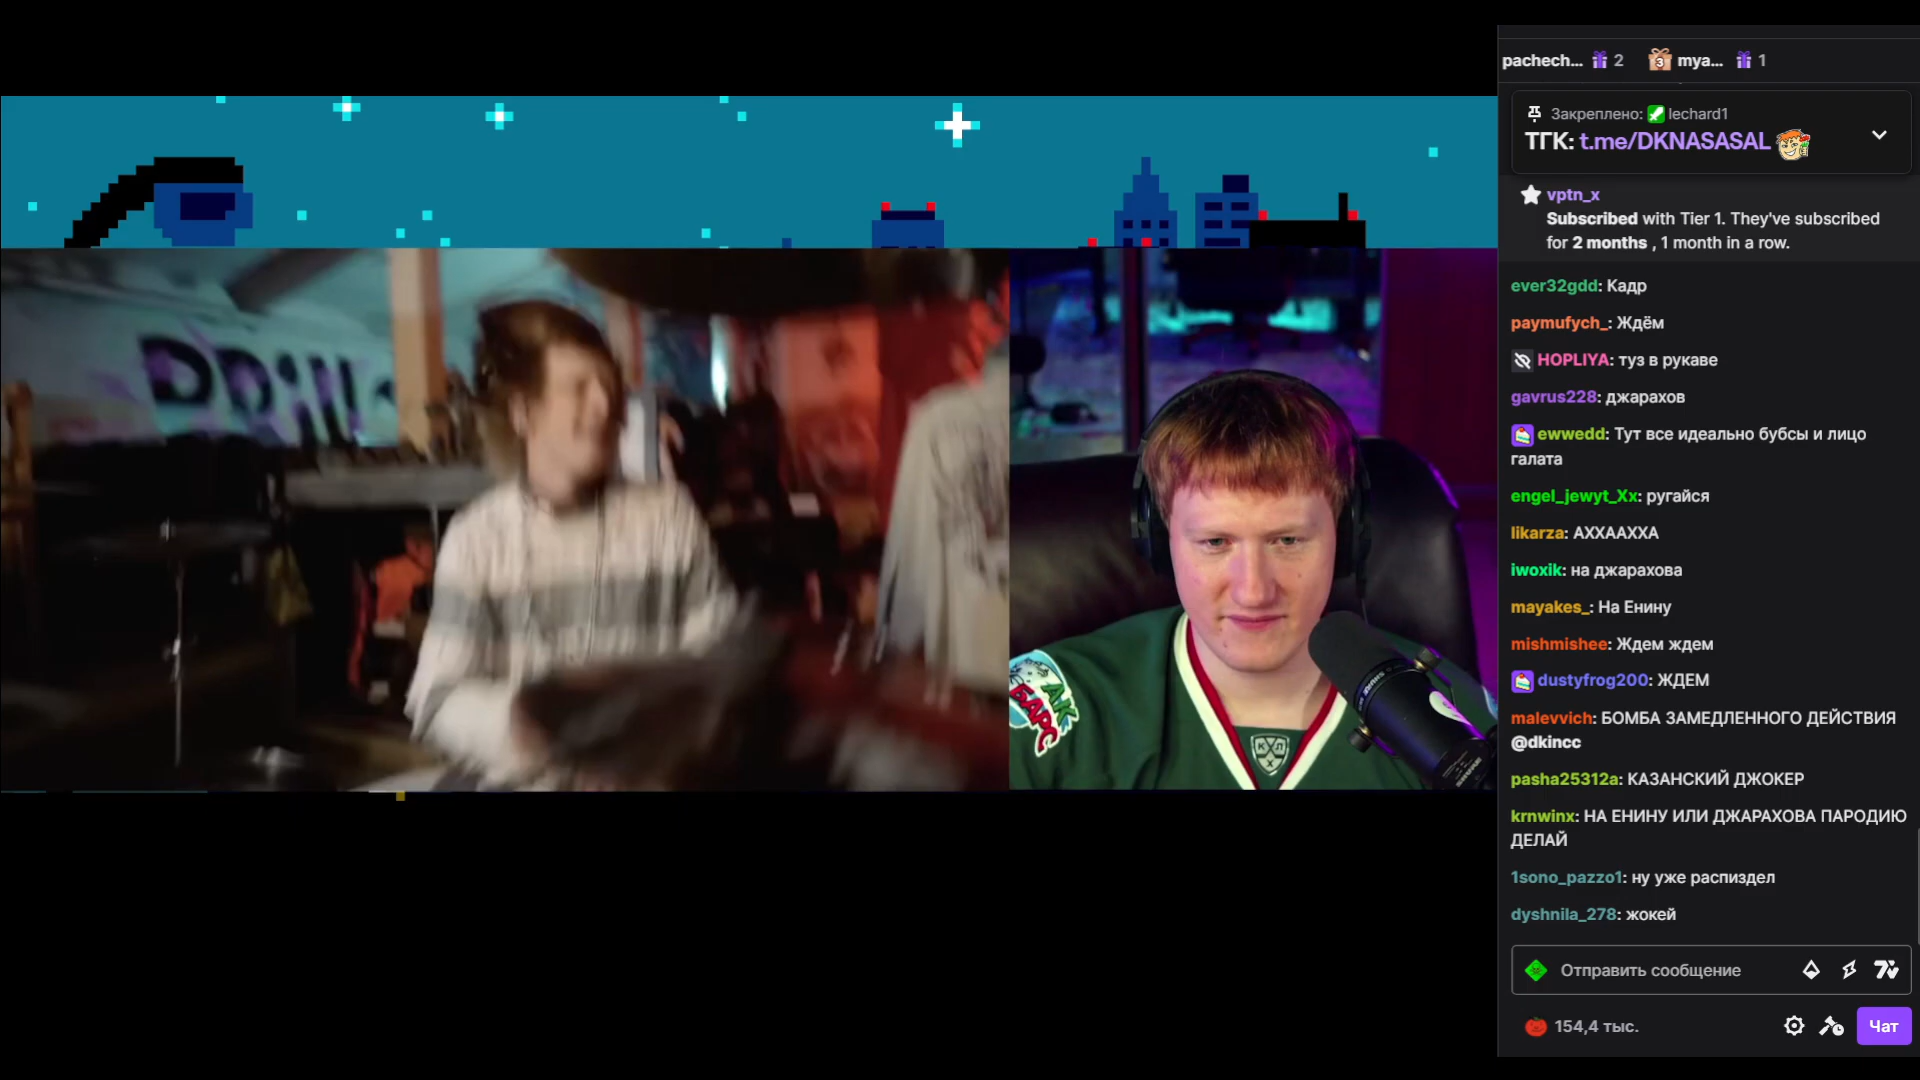 pachech... 2 3 mya... 1
Закреплено: lechard1
ТГК: t.me/DKNASASAL
vptn_x
Subscribed with Tier 1. They've subscribed
for 2 months , 1 month in a row.
ever32gdd: Кадр
paymufych_: Ждём
HOPLIYA: туз в рукаве
gavrus228: джарахов
ewwedd: Тут все идеально бубсы и лицо
галата
engel_jewyt_Xx: ругайся
likarza: АХХААХХА
iwoxik: на джарахова
mayakes_: На Енину
mishmishee: Ждем ждем
dustyfrog200: ЖДЕМ
malevvich: БОМБА ЗАМЕДЛЕННОГО ДЕЙСТВИЯ
@dkincc
pasha25312a: КАЗАНСКИЙ ДЖОКЕР
krnwinx: НА ЕНИНУ ИЛИ ДЖАРАХОВА ПАРОДИЮ
ДЕЛАЙ
1sono_pazzo1: ну уже распиздел
dyshnila_278: жокей
Отправить сообщение
154,4 тыс.
Чат
АК
БАРС
КХЛ